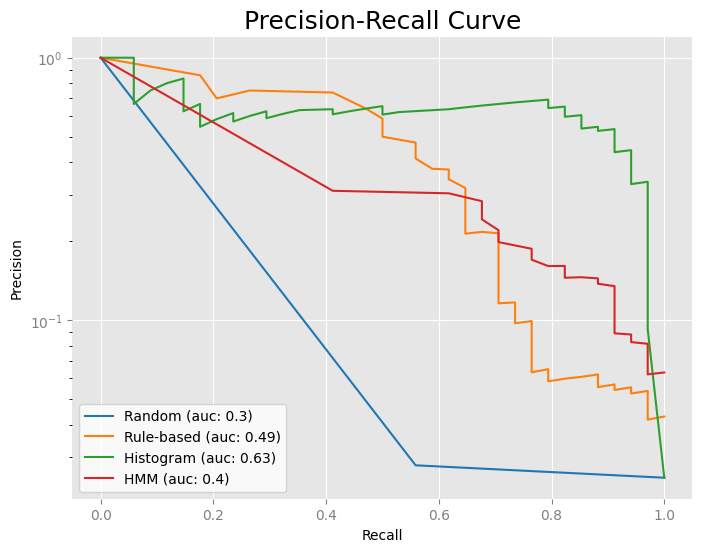 Precision-Recall Curve
Precision
10⁰
10⁻¹
Random (auc: 0.3)
Rule-based (auc: 0.49)
Histogram (auc: 0.63)
HMM (auc: 0.4)
0.0 0.2 0.4 0.6 0.8 1.0
Recall